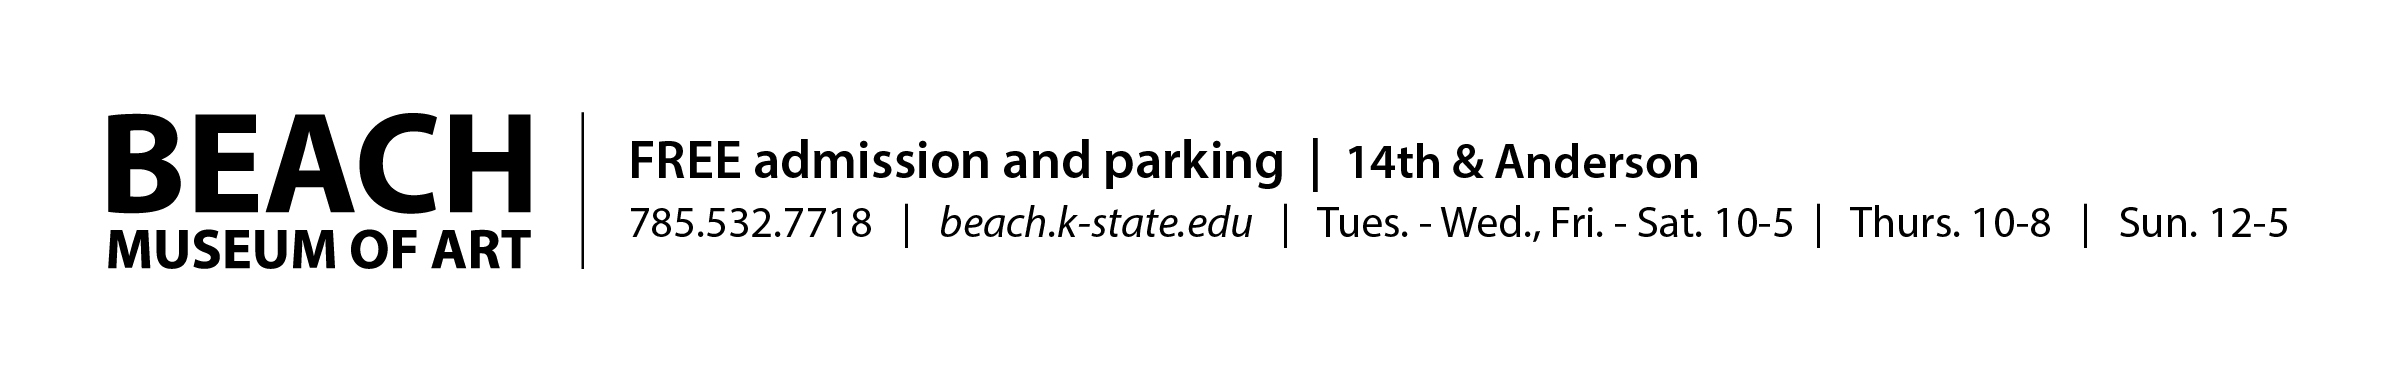 BEACH
MUSEUM OF ART
FREE admission and parking | 14th & Anderson
785.532.7718 | beach.k-state.edu | Tues. - Wed., Fri. - Sat. 10-5 | Thurs. 10-8 | Sun. 12-5